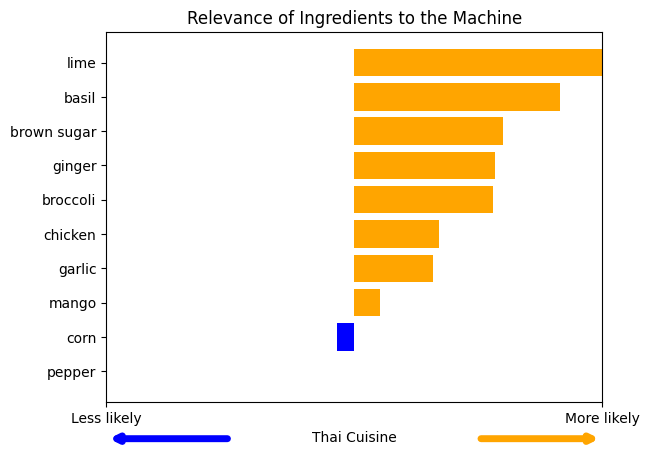 Relevance of Ingredients to the Machine
lime
basil
brown sugar
ginger
broccoli
chicken
garlic
mango
corn
pepper
Less likely
More likely
Thai Cuisine